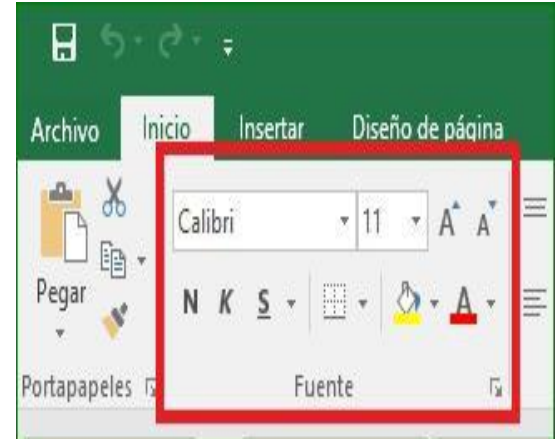 Archivo Inicio Insertar Diseño de página
Calibri 11 A A
Pegar
N K S A
Portapapeles Fuente